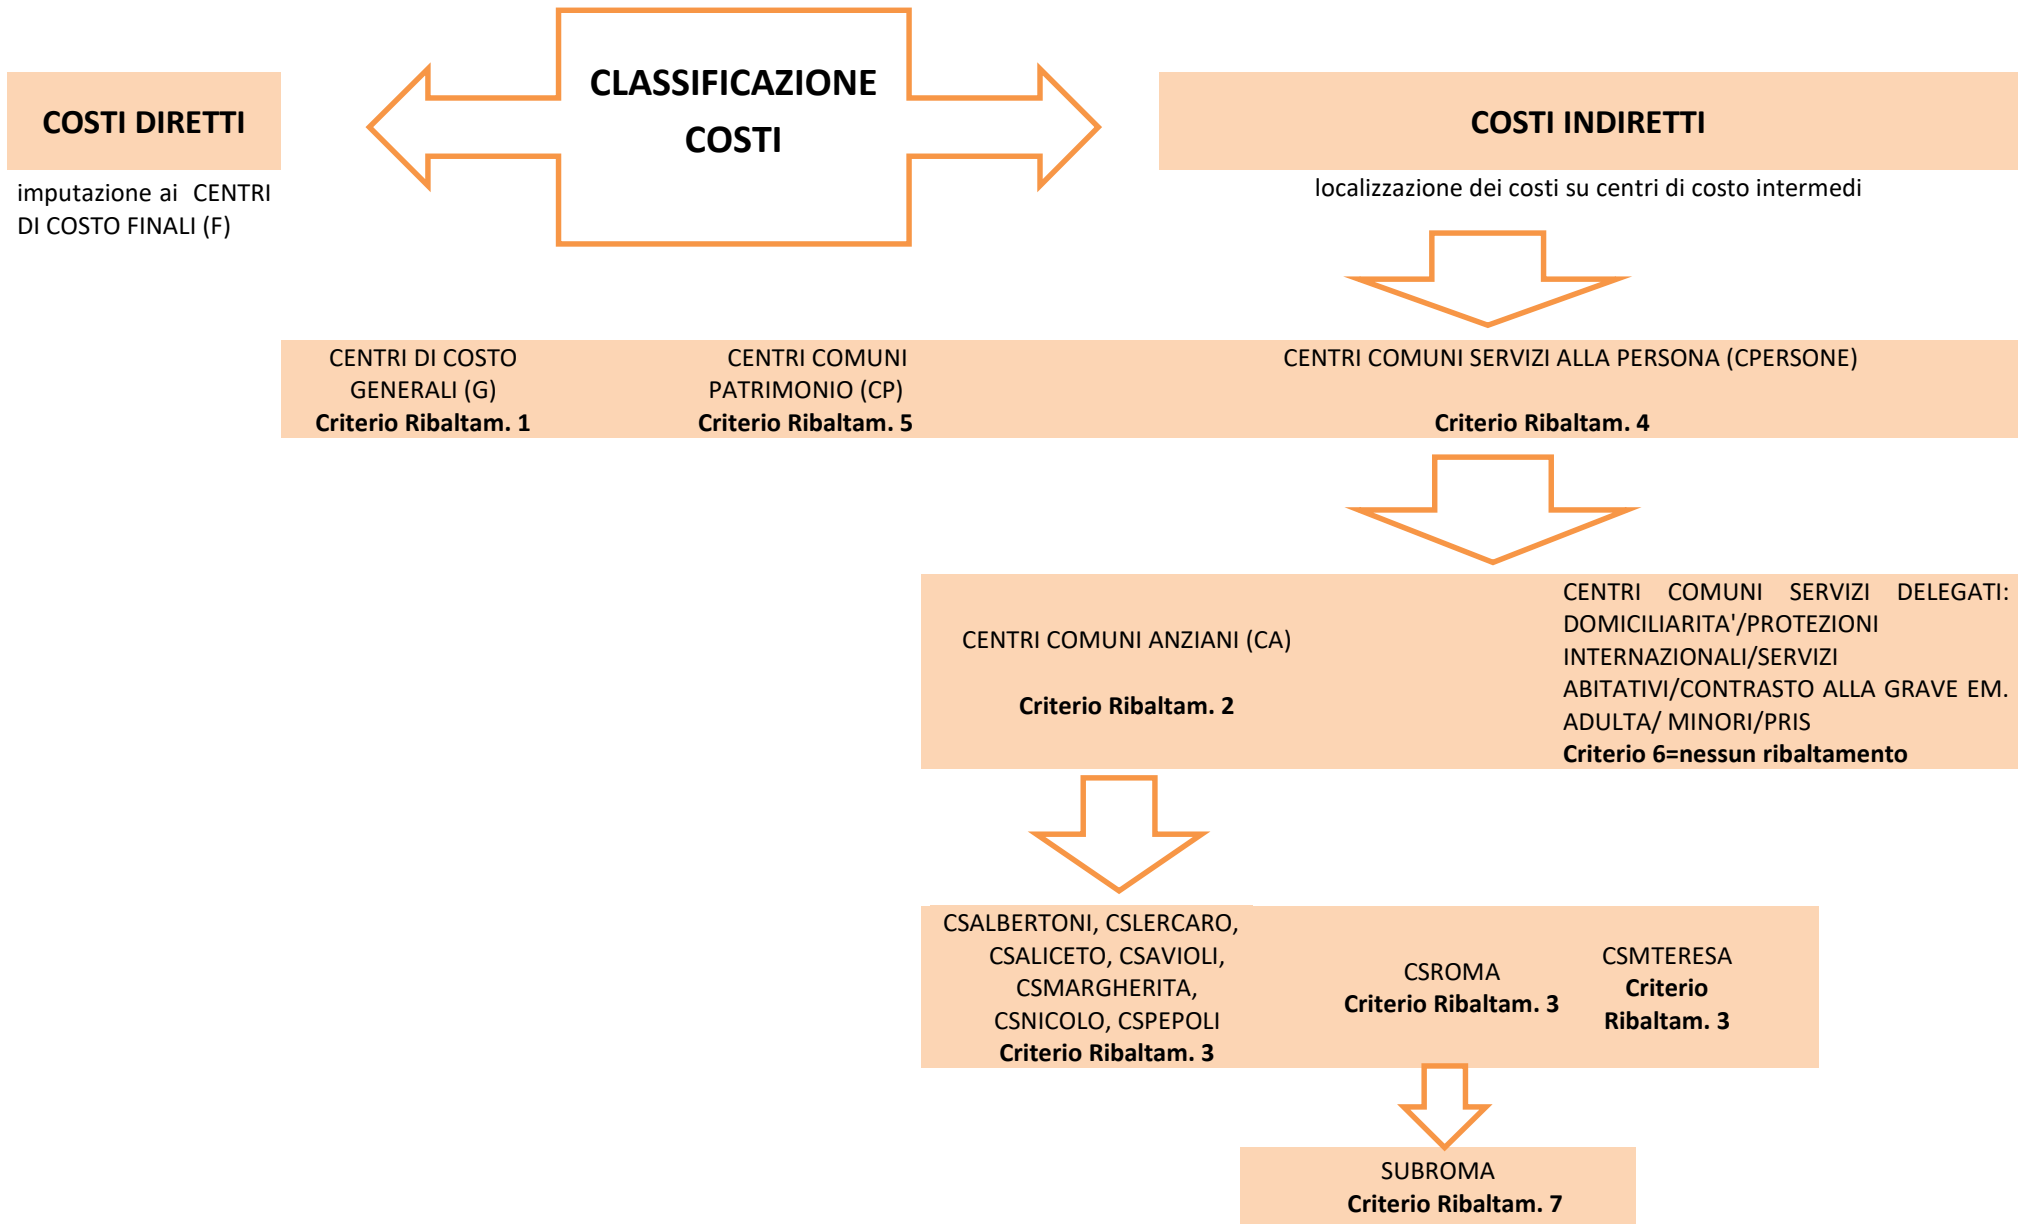 CLASSIFICAZIONE
COSTI
COSTI DIRETTI
imputazione ai CENTRI
DI COSTO FINALI (F)
COSTI INDIRETTI
localizzazione dei costi su centri di costo intermedi
CENTRI DI COSTO
GENERALI (G)
Criterio Ribaltam. 1
CENTRI COMUNI
PATRIMONIO (CP)
Criterio Ribaltam. 5
CENTRI COMUNI SERVIZI ALLA PERSONA (CPERSONE)
Criterio Ribaltam. 4
CENTRI COMUNI ANZIANI (CA)
Criterio Ribaltam. 2
CENTRI COMUNI SERVIZI DELEGATI:
DOMICILIARITA'/PROTEZIONI
INTERNAZIONALI/SERVIZI
ABITATIVI/CONTRASTO ALLA GRAVE EM.
ADULTA/ MINORI/PRIS
Criterio 6=nessun ribaltamento
CSALBERTONI, CSLERCARO,
CSALICETO, CSAVIOLI,
CSMARGHERITA,
CSNICOLO, CSPEPOLI
Criterio Ribaltam. 3
CSROMA
Criterio Ribaltam. 3
CSMTERESA
Criterio
Ribaltam. 3
SUBROMA
Criterio Ribaltam. 7